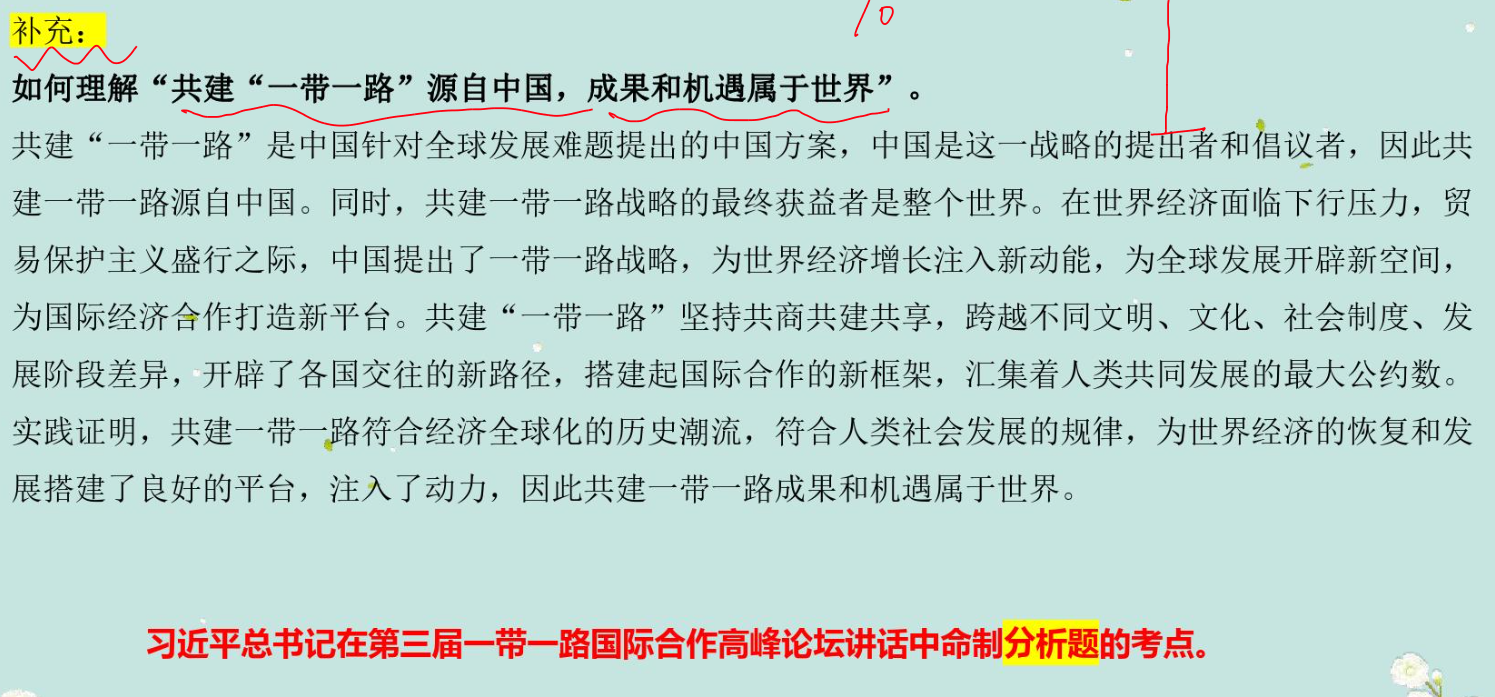 补充：
如何理解“共建“一带一路”源自中国，成果和机遇属于世界”。
共建“一带一路”是中国针对全球发展难题提出的中国方案，中国是这一战略的提出者和倡议者，因此共
建一带一路源自中国。同时，共建一带一路战略的最终获益者是整个世界。在世界经济面临下行压力，贸
易保护主义盛行之际，中国提出了一带一路战略，为世界经济增长注入新动能，为全球发展开辟新空间，
为国际经济合作打造新平台。共建“一带一路”坚持共商共建共享，跨越不同文明、文化、社会制度、发
展阶段差异，开辟了各国交往的新路径，搭建起国际合作的新框架，汇集着人类共同发展的最大公约数。
实践证明，共建一带一路符合经济全球化的历史潮流，符合人类社会发展的规律，为世界经济的恢复和发
展搭建了良好的平台，注入了动力，因此共建一带一路成果和机遇属于世界。
习近平总书记在第三届一带一路国际合作高峰论坛讲话中命制分析题的考点。